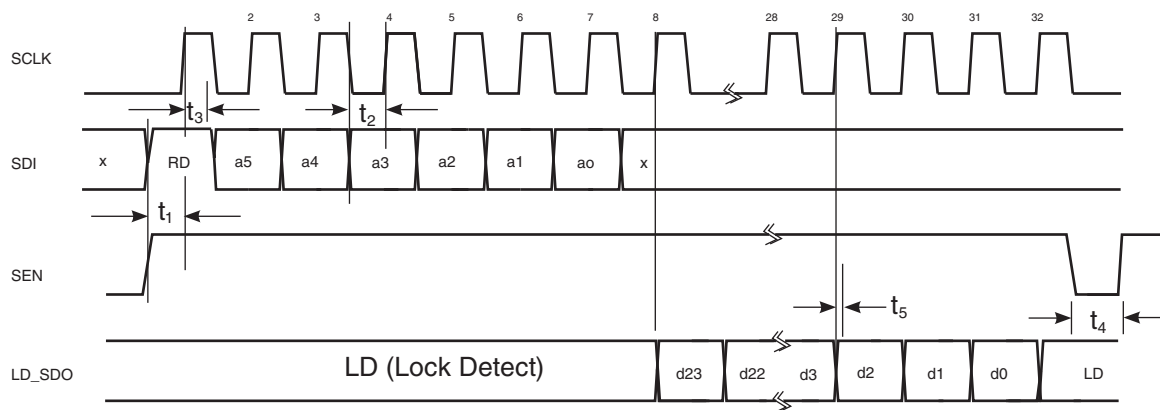 2 3 4 5 6 7 8 28 29 30 31 32
SCLK
t3 t2
SDI x RD a5 a4 a3 a2 a1 ao x
t1
SEN
t5 t4
LD_SDO LD (Lock Detect) d23 d22 d3 d2 d1 d0 LD